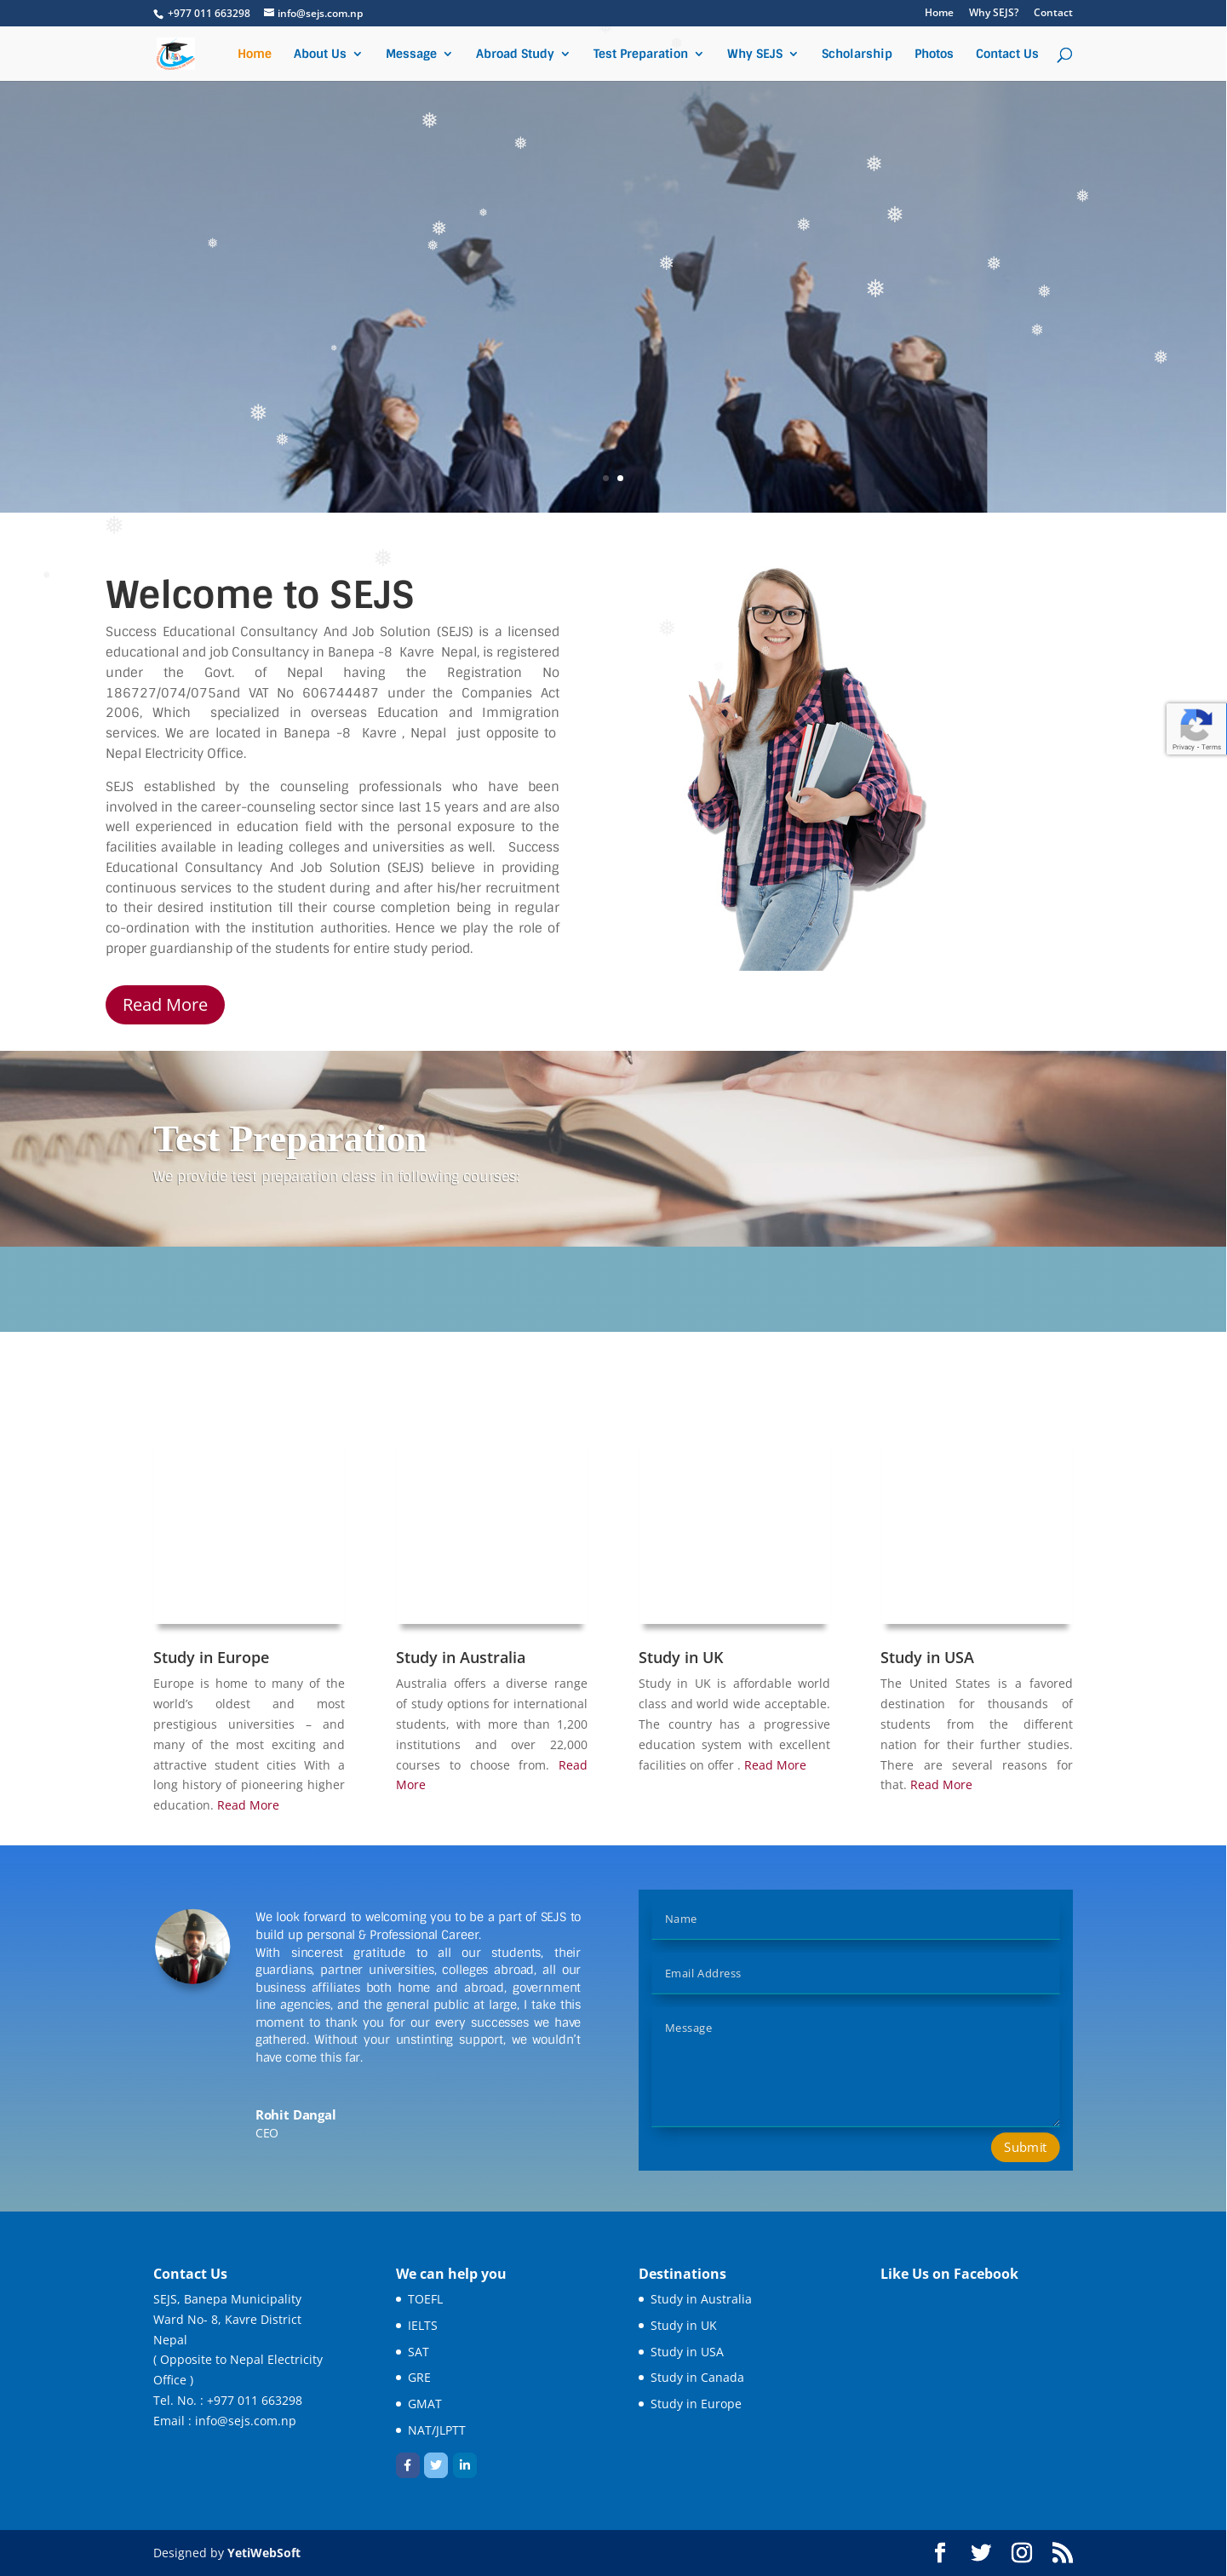 +977 011 663298 info@sejs.com.np Home Why SEJS? Contact
Home About Us Message Abroad Study Test Preparation Why SEJS Scholarship Photos Contact Us
Welcome to SEJS
Success Educational Consultancy And Job Solution (SEJS) is a licensed
educational and job Consultancy in Banepa -8 Kavre Nepal, is registered
under the Govt. of Nepal having the Registration No
186727/074/075and VAT No 606744487 under the Companies Act
2006, Which specialized in overseas Education and Immigration
services. We are located in Banepa -8 Kavre , Nepal just opposite to
Nepal Electricity Office.
SEJS established by the counseling professionals who have been
involved in the career-counseling sector since last 15 years and are also
well experienced in education field with the personal exposure to the
facilities available in leading colleges and universities as well. Success
Educational Consultancy And Job Solution (SEJS) believe in providing
continuous services to the student during and after his/her recruitment
to their desired institution till their course completion being in regular
co-ordination with the institution authorities. Hence we play the role of
proper guardianship of the students for entire study period.
Read More
Privacy - Terms
Test Preparation
We provide test preparation class in following courses:
Study in Europe
Europe is home to many of the
world’s oldest and most
prestigious universities – and
many of the most exciting and
attractive student cities With a
long history of pioneering higher
education. Read More
Study in Australia
Australia offers a diverse range
of study options for international
students, with more than 1,200
institutions and over 22,000
courses to choose from. Read
More
Study in UK
Study in UK is affordable world
class and world wide acceptable.
The country has a progressive
education system with excellent
facilities on offer . Read More
Study in USA
The United States is a favored
destination for thousands of
students from the different
nation for their further studies.
There are several reasons for
that. Read More
We look forward to welcoming you to be a part of SEJS to
build up personal & Professional Career.
With sincerest gratitude to all our students, their
guardians, partner universities, colleges abroad, all our
business affiliates both home and abroad, government
line agencies, and the general public at large, I take this
moment to thank you for our every successes we have
gathered. Without your unstinting support, we wouldn’t
have come this far.
Rohit Dangal
CEO
Name
Email Address
Message
Submit
Contact Us
SEJS, Banepa Municipality
Ward No- 8, Kavre District
Nepal
( Opposite to Nepal Electricity
Office )
Tel. No. : +977 011 663298
Email : info@sejs.com.np
We can help you
TOEFL
IELTS
SAT
GRE
GMAT
NAT/JLPTT
Destinations
Study in Australia
Study in UK
Study in USA
Study in Canada
Study in Europe
Like Us on Facebook
Designed by YetiWebSoft